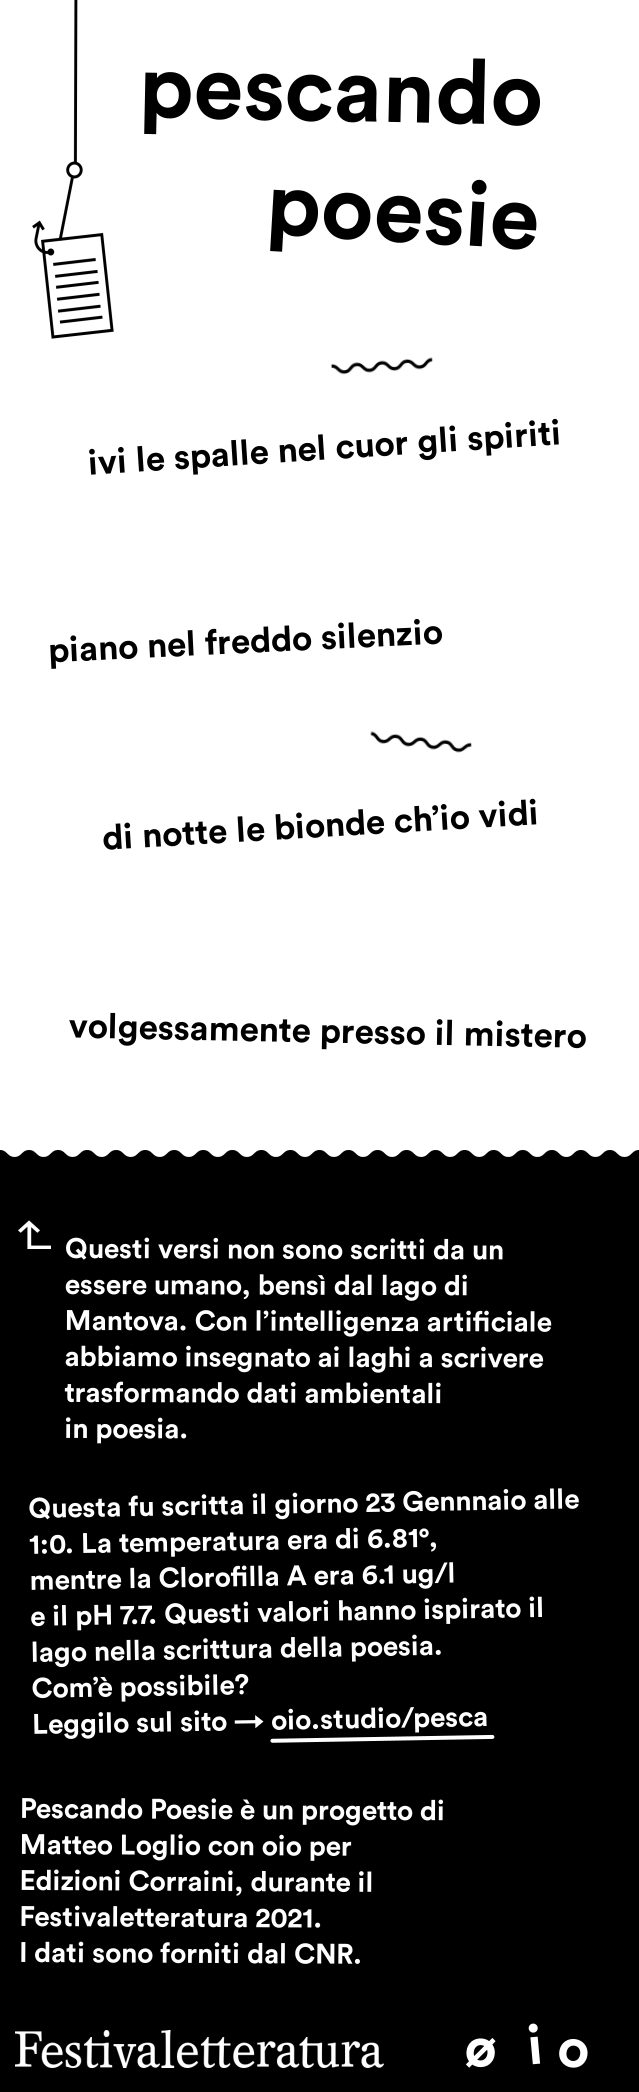 pescando
poesie
ivi le spalle nel cuor gli spiriti
piano nel freddo silenzio
di notte le bionde ch’io vidi
volgessamente presso il mistero
Questi versi non sono scritti da un
essere umano, bensì dal lago di
Mantova. Con l’intelligenza artificiale
abbiamo insegnato ai laghi a scrivere
trasformando dati ambientali
in poesia.
Questa fu scritta il giorno 23 Gennnaio alle
1:0. La temperatura era di 6.81°,
mentre la Clorofilla A era 6.1 ug/l
e il pH 7.7. Questi valori hanno ispirato il
lago nella scrittura della poesia.
Com’è possibile?
Leggilo sul sito → oio.studio/pesca
Pescando Poesie è un progetto di
Matteo Loglio con oio per
Edizioni Corraini, durante il
Festivaletteratura 2021.
I dati sono forniti dal CNR.
Festivaletteratura ø i o